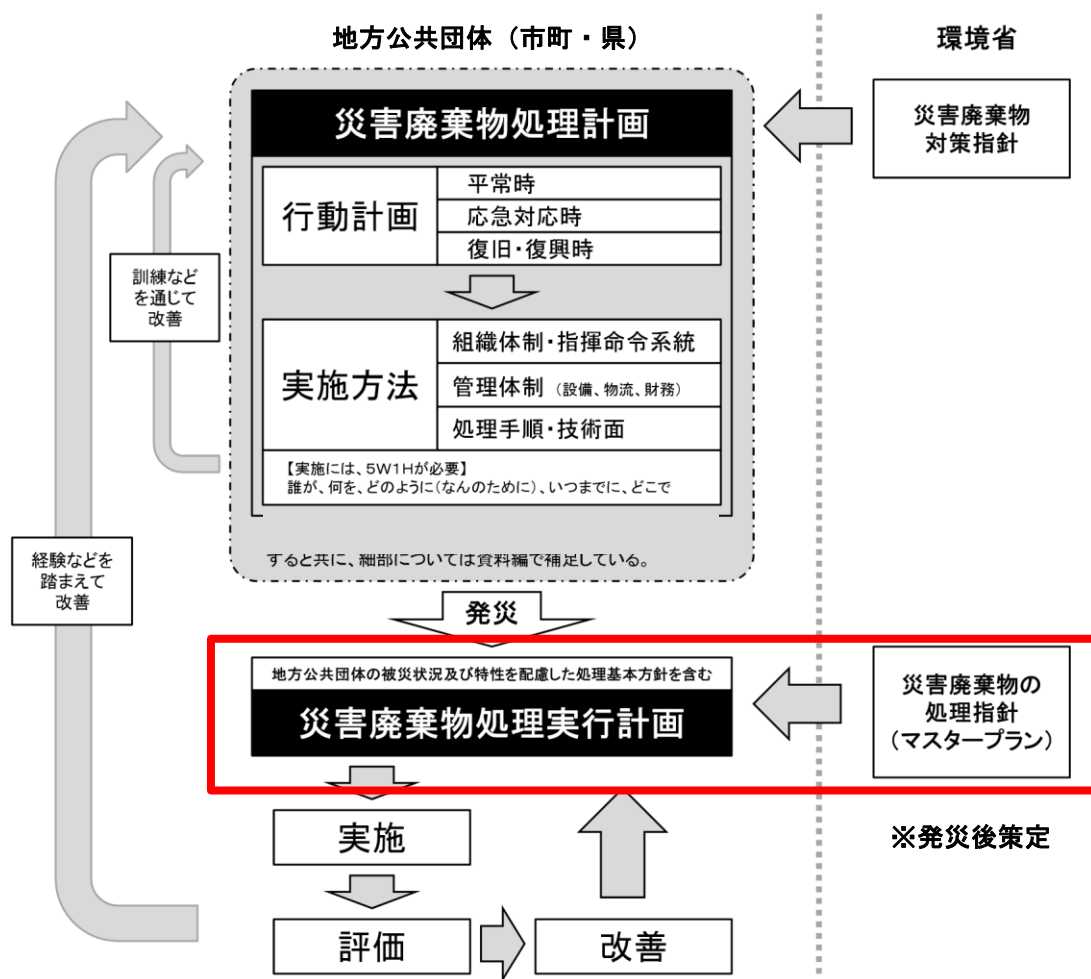 地方公共団体（市町・県）
環境省
災害廃棄物処理計画
災害廃棄物
対策指針
行動計画
平常時
応急対応時
復旧・復興時
訓練など
を通じて
改善
実施方法
組織体制・指揮命令系統
管理体制（設備、物流、財務）
処理手順・技術面
【実施には、5W1Hが必要】
誰が、何を、どのように（なんのために）、いつまでに、どこで
経験などを
踏まえて
改善
すると共に、細部については資料編で補足している。
発災
地方公共団体の被災状況及び特性を配慮した処理基本方針を含む
災害廃棄物処理実行計画
災害廃棄物の
処理指針
（マスタープラン）
※発災後策定
実施
評価
改善